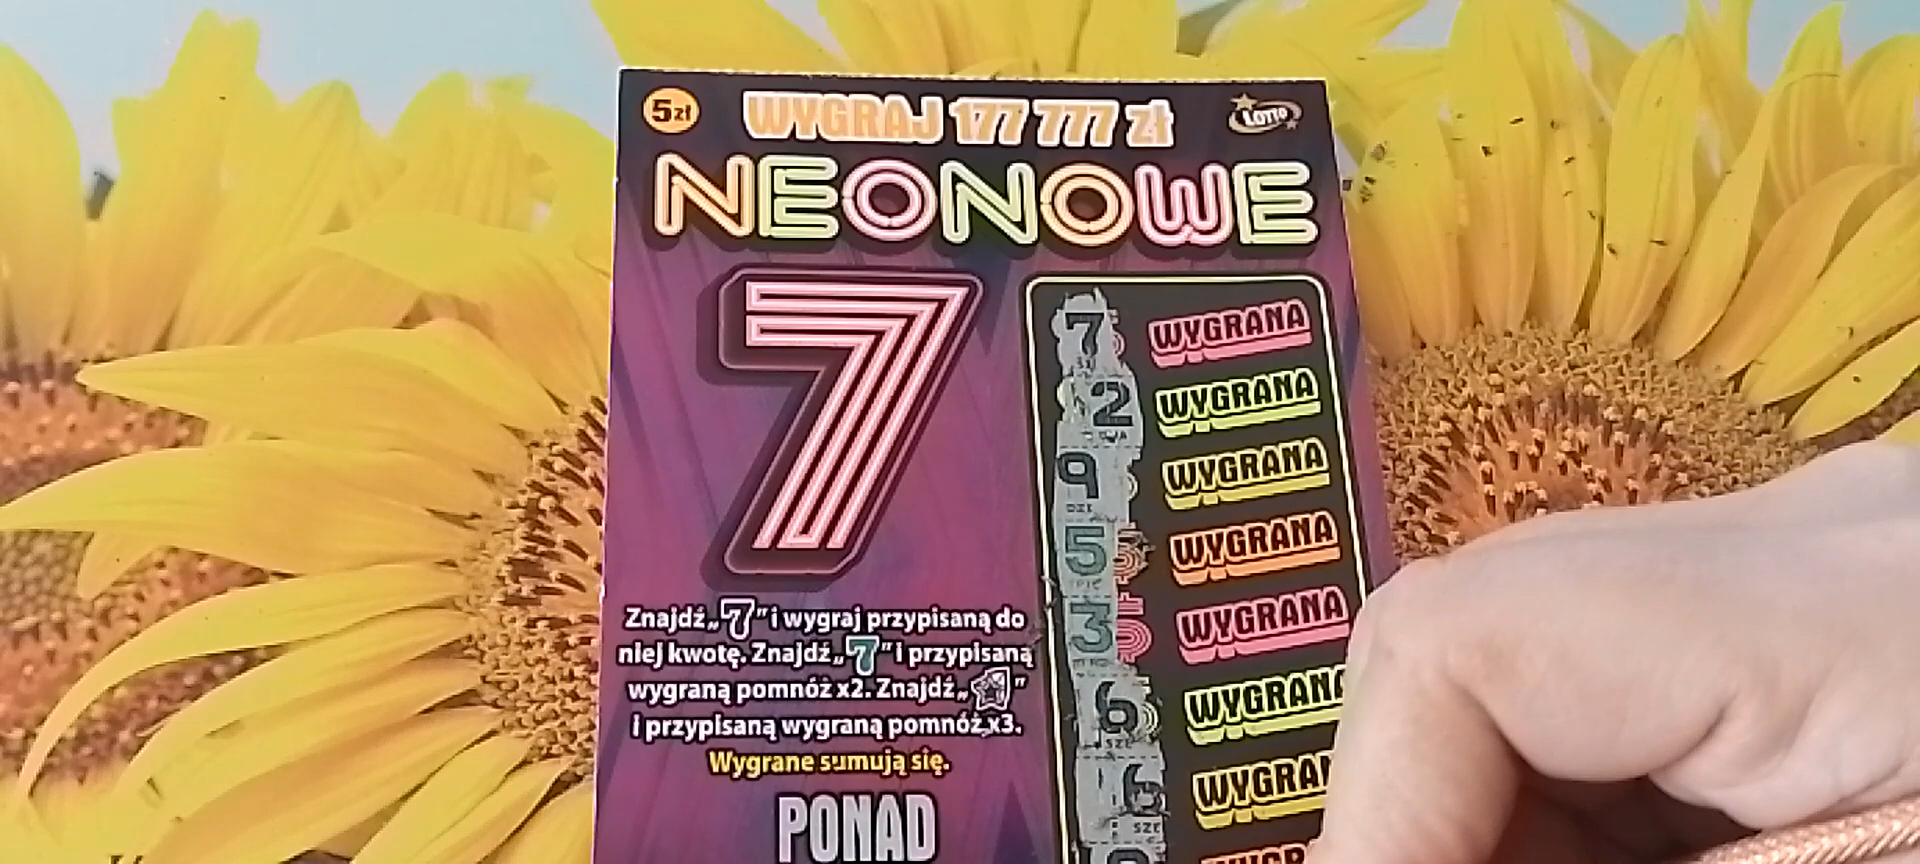 5zł WYGRAJ 177 777 zł LOTTO
NEONOWE
7
7 WYGRANA
2 WYGRANA
9 WYGRANA
5 WYGRANA
3 WYGRANA
6 WYGRANA
6 WYGRAN
Znajdź „7" i wygraj przypisaną do
niej kwotę. Znajdź „7" i przypisaną
wygraną pomnóż x2. Znajdź „ "
i przypisaną wygraną pomnóż x3.
Wygrane sumują się.
PONAD